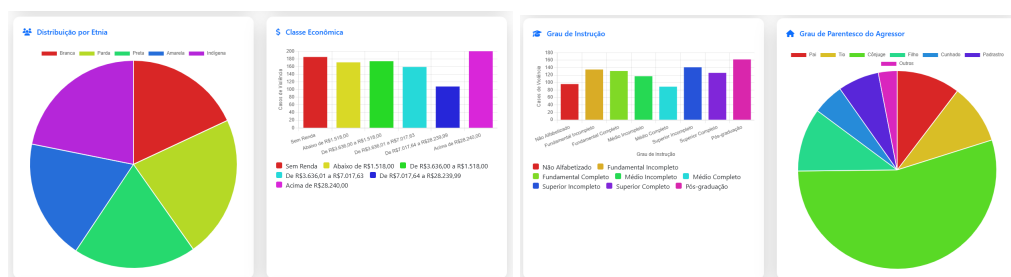 Distribuição por Etnia
Branca Parda Preta Amarela Indígena
$ Classe Econômica
Casos de Violência
200
180
160
140
120
100
80
60
40
20
0
Sem Renda
Abaixo de R$1.518,00
De R$3.636,00 a R$1.518,00
De R$3.636,01 a R$7.017,63
De R$7.017,64 a R$28.239,99
Acima de R$28.240,00
Sem Renda Abaixo de R$1.518,00 De R$3.636,00 a R$1.518,00
De R$3.636,01 a R$7.017,63 De R$7.017,64 a R$28.239,99
Acima de R$28.240,00
Grau de Instrução
Casos de Violência
180
160
140
120
100
80
60
40
20
0
Não Alfabetizado
Fundamental Incompleto
Fundamental Completo
Médio Incompleto
Médio Completo
Superior Incompleto
Superior Completo
Pós-graduação
Grau de Instrução
Não Alfabetizado Fundamental Incompleto
Fundamental Completo Médio Incompleto Médio Completo
Superior Incompleto Superior Completo Pós-graduação
Grau de Parentesco do Agressor
Pai Tio Cônjuge Filho Cunhado Padrasto
Outros